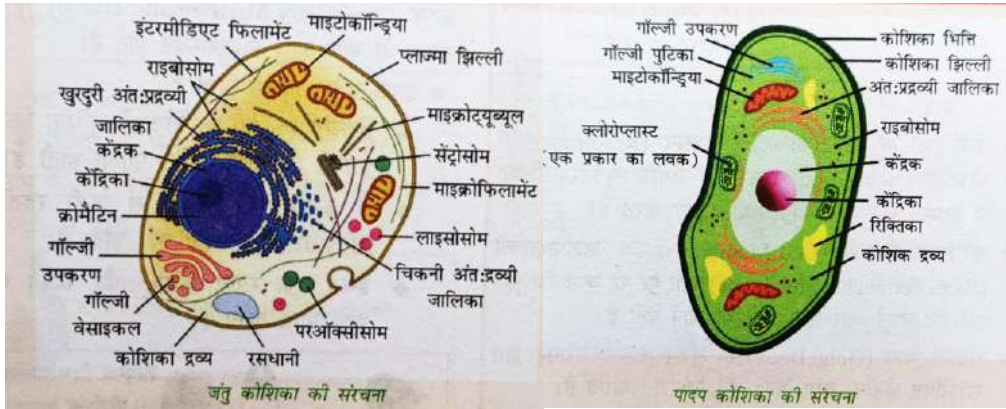 इंटरमीडिएट फिलामेंट
माइटोकॉन्ड्रिया
राइबोसोम
प्लाज्मा झिल्ली
खुरदुरी अंत:प्रद्रव्यी
जालिका
केंद्रक
केंद्रिका
क्रोमैटिन
गॉल्जी
उपकरण
गॉल्जी
वेसाइकल
कोशिका द्रव्य
रसधानी
माइक्रोट्यूब्यूल
सेंट्रोसोम
माइक्रोफिलामेंट
लाइसोसोम
चिकनी अंत:द्रव्यी
जालिका
परऑक्सीसोम
जंतु कोशिका की संरचना
गॉल्जी उपकरण
गॉल्जी पुटिका
माइटोकॉन्ड्रिया
क्लोरोप्लास्ट
(एक प्रकार का लवक)
कोशिका भित्ति
कोशिका झिल्ली
अंत:प्रद्रव्यी जालिका
राइबोसोम
केंद्रक
केंद्रिका
रिक्तिका
कोशिक द्रव्य
पादप कोशिका की संरचना